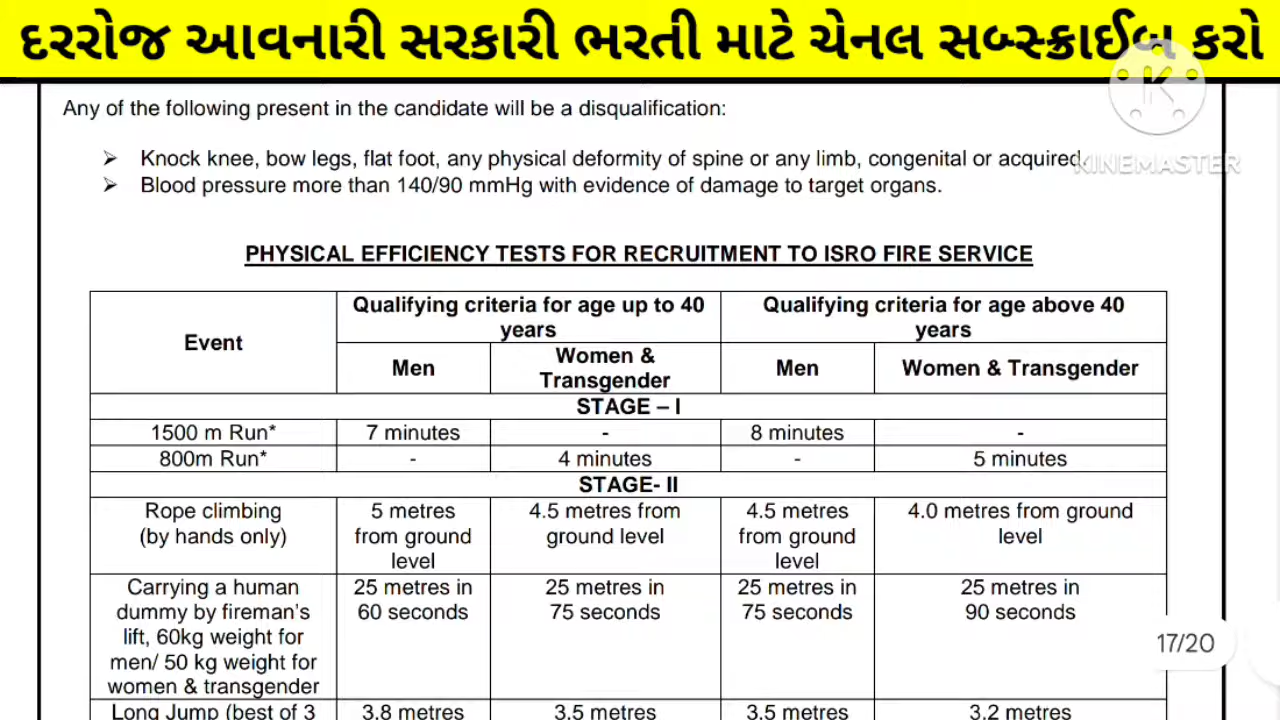 દરરોજ આવનારી સરકારી ભરતી માટે ચેનલ સબ્સ્ક્રાઈબ કરો
K
KINEMASTER
Any of the following present in the candidate will be a disqualification:
➢ Knock knee, bow legs, flat foot, any physical deformity of spine or any limb, congenital or acquired
➢ Blood pressure more than 140/90 mmHg with evidence of damage to target organs.
PHYSICAL EFFICIENCY TESTS FOR RECRUITMENT TO ISRO FIRE SERVICE
Event
Qualifying criteria for age up to 40
years
Qualifying criteria for age above 40
years
Men
Women &
Transgender
Men
Women & Transgender
STAGE – I
1500 m Run*
7 minutes
-
8 minutes
-
800m Run*
-
4 minutes
-
5 minutes
STAGE- II
Rope climbing
(by hands only)
5 metres
from ground
level
4.5 metres from
ground level
4.5 metres
from ground
level
4.0 metres from ground
level
Carrying a human
dummy by fireman's
lift, 60kg weight for
men/ 50 kg weight for
women & transgender
25 metres in
60 seconds
25 metres in
75 seconds
25 metres in
75 seconds
25 metres in
90 seconds
17/20
Long Jump (best of 3
3.8 metres
3.5 metres
3.5 metres
3.2 metres